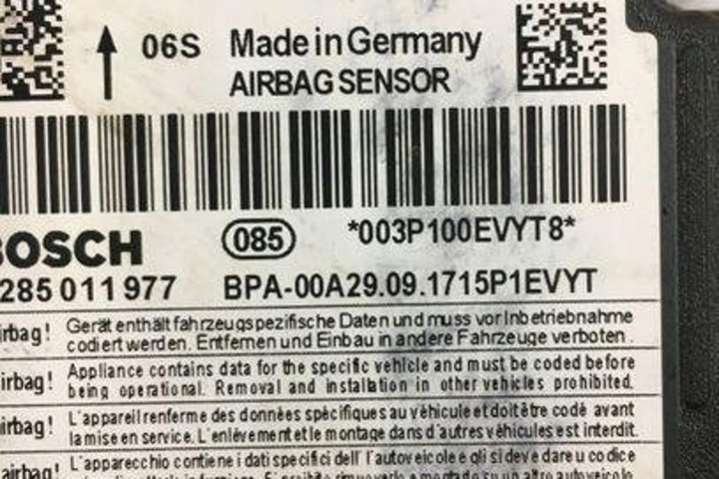 06S Made in Germany
AIRBAG SENSOR
BOSCH 085 *003P100EVYT8*
285 011 977 BPA-00A29.09.1715P1EVYT
irbag! Gerät enthält fahrzeugspezifische Daten und muss vor Inbetriebnahme
codiert werden. Entfernen und Einbau in andere Fahrzeuge verboten.
irbag! Appliance contains data for the specific vehicle and must be coded before
being operational. Removal and installation in other vehicles prohibited.
irbag! L'appareil renferme des données spécifiques au véhicule et doit être codé avant
la mise en service. L'enlèvement et le montage dans d'autres véhicules est interdit.
airbag! L'apparecchio contiene i dati specifici dell' l'autoveicolo e gli si deve dare u codice